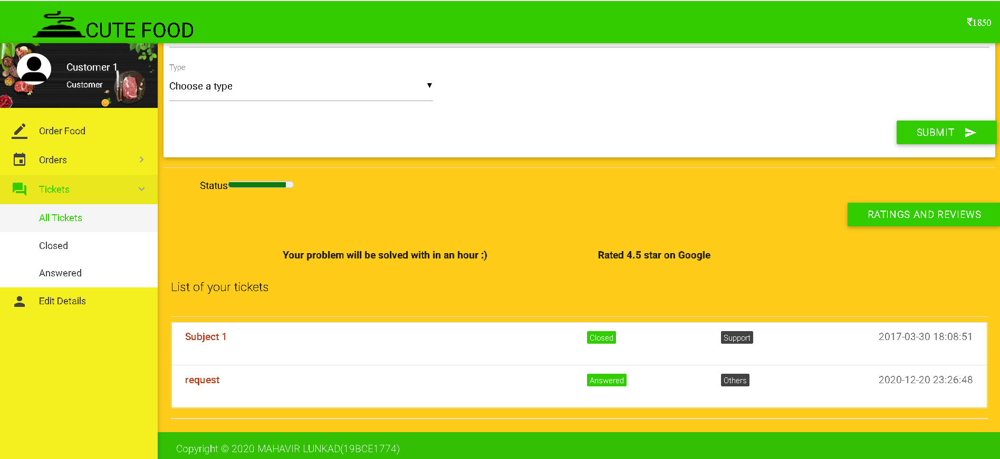 CUTE FOOD
₹1850
Customer 1
Customer
Order Food
Orders
Tickets
All Tickets
Closed
Answered
Edit Details
Type
Choose a type
SUBMIT
Status
RATINGS AND REVIEWS
Your problem will be solved with in an hour :) Rated 4.5 star on Google
List of your tickets
Subject 1 Closed Support 2017-03-30 18:08:51
request Answered Others 2020-12-20 23:26:48
Copyright © 2020 MAHAVIR LUNKAD(19BCE1774)